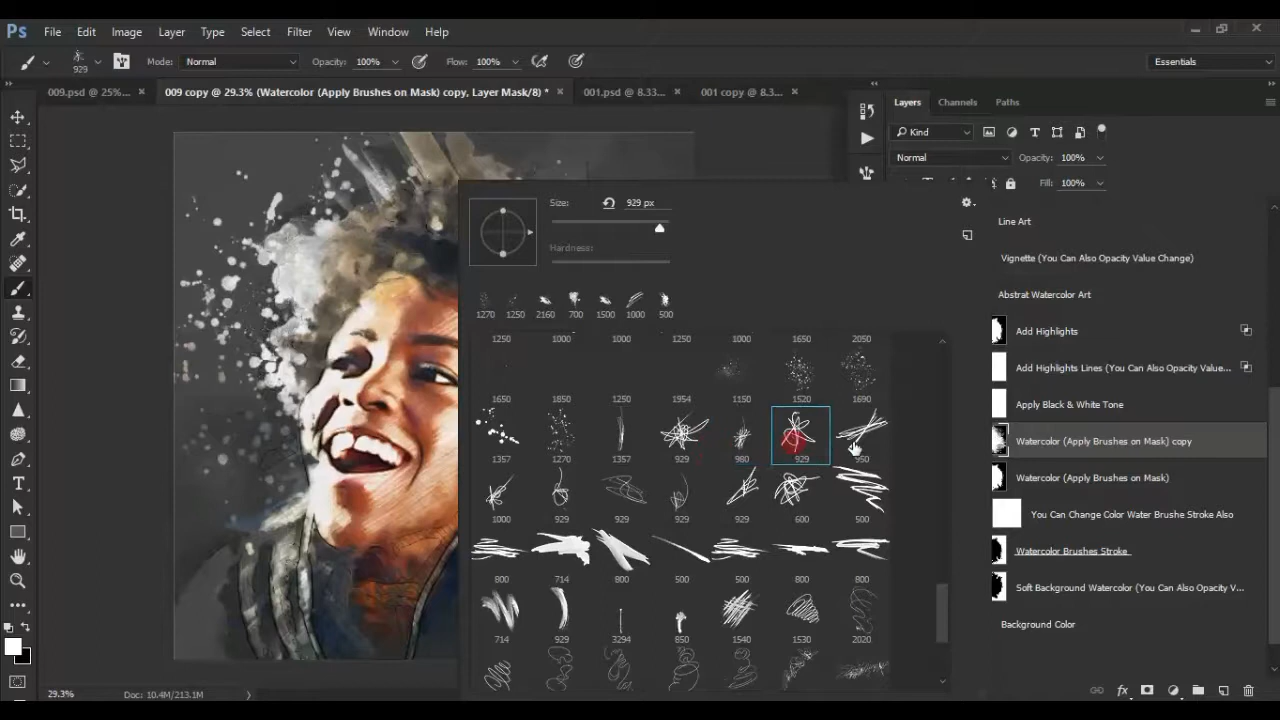 Ps File Edit Image Layer Type Select Filter View Window Help
929 Mode: Normal Opacity: 100% Flow: 100% Essentials
009.psd @ 25%... × 009 copy @ 29.3% (Watercolor (Apply Brushes on Mask) copy, Layer Mask/8) * × 001.psd @ 8.33... × 001 copy @ 8.3... ×
Layers Channels Paths
Kind
Normal Opacity: 100%
Fill: 100%
Size: 929 px
Hardness:
1270 1250 2160 700 1500 1000 500
1250 1000 1000 1250 1000 1650 2050
1650 1850 1250 1954 1150 1520 1690
1357 1270 1357 929 980 929 950
1000 929 929 929 929 600 500
800 714 800 500 800 800 800
714 929 3294 850 1540 1530 2020
Line Art
Vignette (You Can Also Opacity Value Change)
Abstrat Watercolor Art
Add Highlights
Add Highlights Lines (You Can Also Opacity Value...
Apply Black & White Tone
Watercolor (Apply Brushes on Mask) copy
Watercolor (Apply Brushes on Mask)
You Can Change Color Water Brushe Stroke Also
Watercolor Brushes Stroke
Soft Background Watercolor (You Can Also Opacity V...
Background Color
29.3% Doc: 10.4M/213.1M
fx